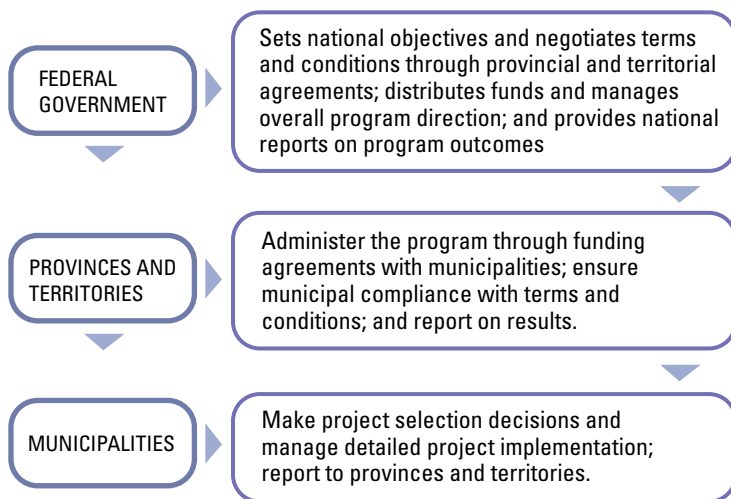 FEDERAL
GOVERNMENT
Sets national objectives and negotiates terms
and conditions through provincial and territorial
agreements; distributes funds and manages
overall program direction; and provides national
reports on program outcomes
PROVINCES AND
TERRITORIES
Administer the program through funding
agreements with municipalities; ensure
municipal compliance with terms and
conditions; and report on results.
MUNICIPALITIES
Make project selection decisions and
manage detailed project implementation;
report to provinces and territories.